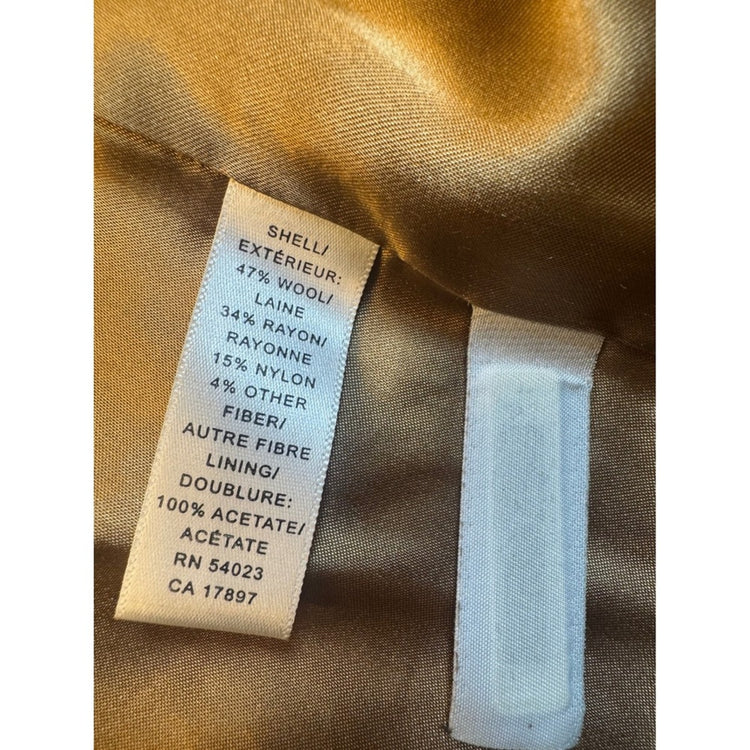 SHELL/
EXTÉRIEUR:
47% WOOL/
LAINE
34% RAYON/
RAYONNE
15% NYLON
4% OTHER
FIBER/
AUTRE FIBRE
LINING/
DOUBLURE:
100% ACETATE/
ACÉTATE
RN 54023
CA 17897